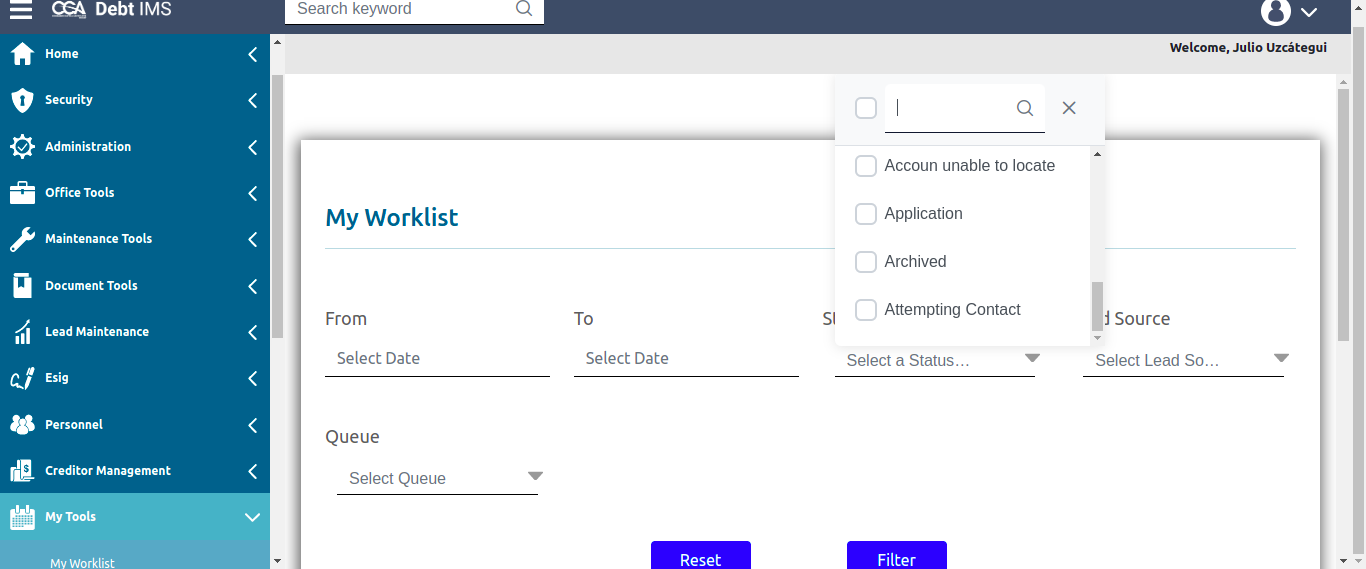 CGA Debt IMS
Search keyword
Welcome, Julio Uzcátegui
Home
Security
Administration
Office Tools
Maintenance Tools
Document Tools
Lead Maintenance
Esig
Personnel
Creditor Management
My Tools
My Worklist
My Worklist
Accoun unable to locate
Application
Archived
Attempting Contact
From
To
Source
Select Date
Select Date
Select a Status…
Select Lead So…
Queue
Select Queue
Reset
Filter